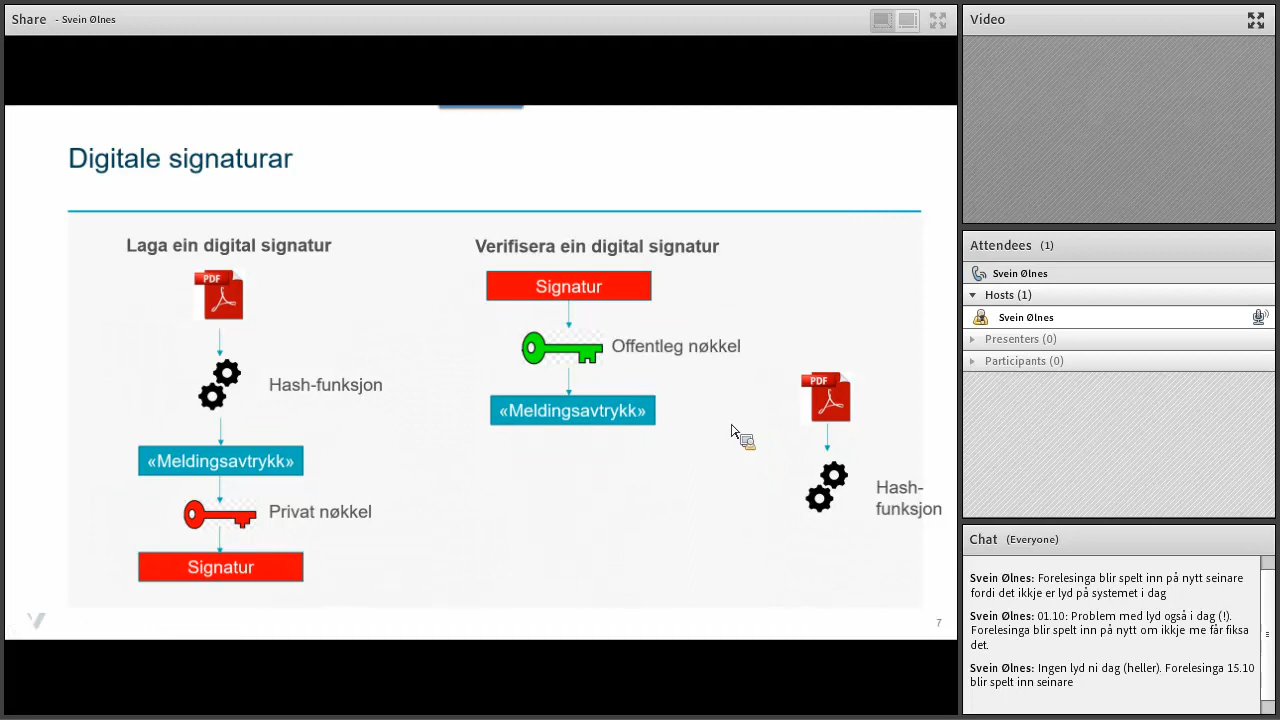 Share - Svein Ølnes
Digitale signaturar
Laga ein digital signatur
PDF
Hash-funksjon
«Meldingsavtrykk»
Privat nøkkel
Signatur
Verifisera ein digital signatur
Signatur
Offentleg nøkkel
«Meldingsavtrykk»
PDF
Hash-
funksjon
7
Video
Attendees (1)
Svein Ølnes
Hosts (1)
Svein Ølnes
Presenters (0)
Participants (0)
Chat (Everyone)
Svein Ølnes: Forelesinga blir spelt inn på nytt seinare
fordi det ikkje er lyd på systemet i dag
Svein Ølnes: 01.10: Problem med lyd også i dag (!).
Forelesinga blir spelt inn på nytt om ikkje me får fiksa
det.
Svein Ølnes: Ingen lyd ni dag (heller). Forelesinga 15.10
blir spelt inn seinare